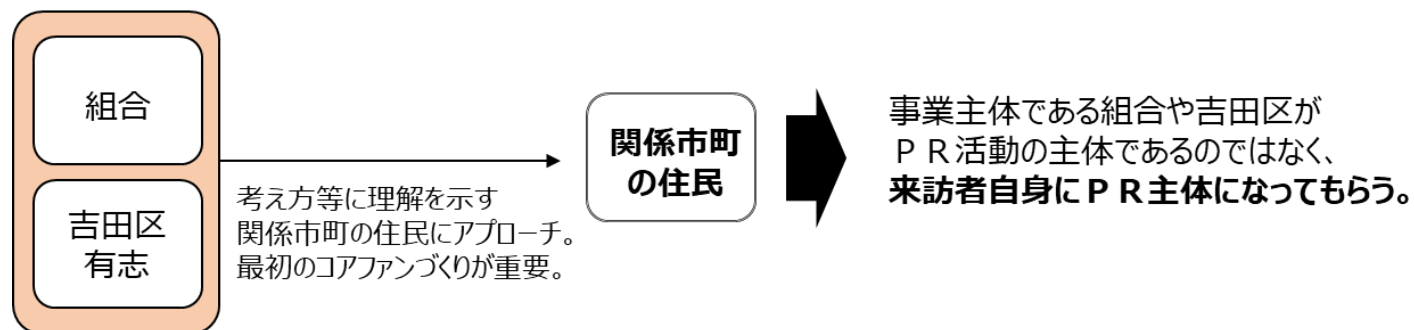 組合
吉田区
有志
考え方等に理解を示す
関係市町の住民にアプローチ。
最初のコアファンづくりが重要。
関係市町
の住民
事業主体である組合や吉田区が
ＰＲ活動の主体であるのではなく、
来訪者自身にＰＲ主体になってもらう。